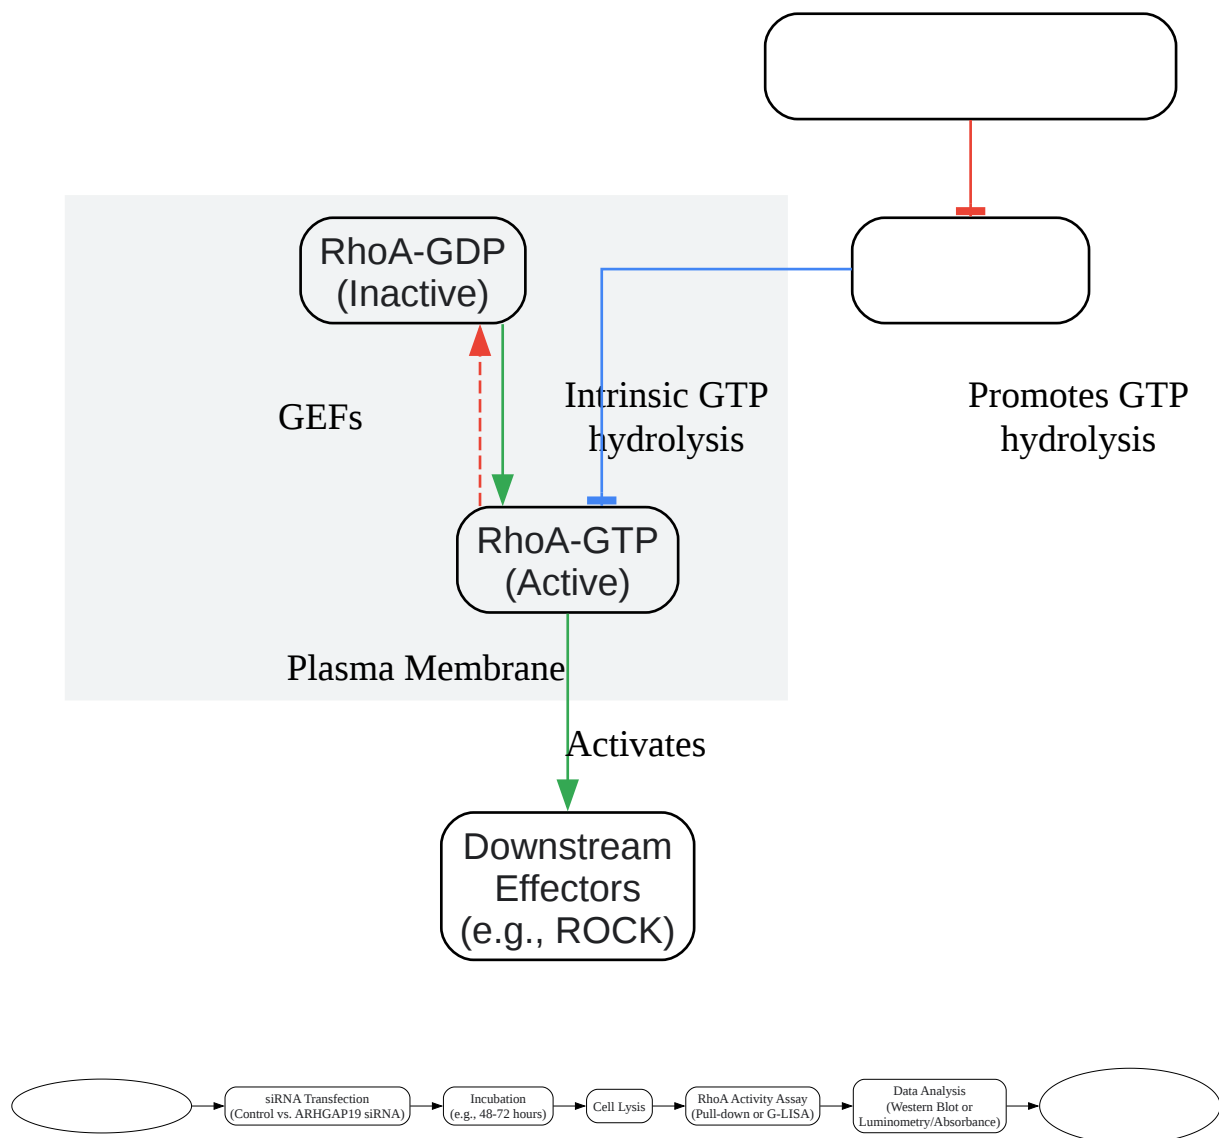 RhoA-GDP
(Inactive)
GEFs
Intrinsic GTP
hydrolysis
Promotes GTP
hydrolysis
RhoA-GTP
(Active)
Plasma Membrane
Activates
Downstream
Effectors
(e.g., ROCK)
siRNA Transfection
(Control vs. ARHGAP19 siRNA)
Incubation
(e.g., 48-72 hours)
Cell Lysis
RhoA Activity Assay
(Pull-down or G-LISA)
Data Analysis
(Western Blot or
Luminometry/Absorbance)